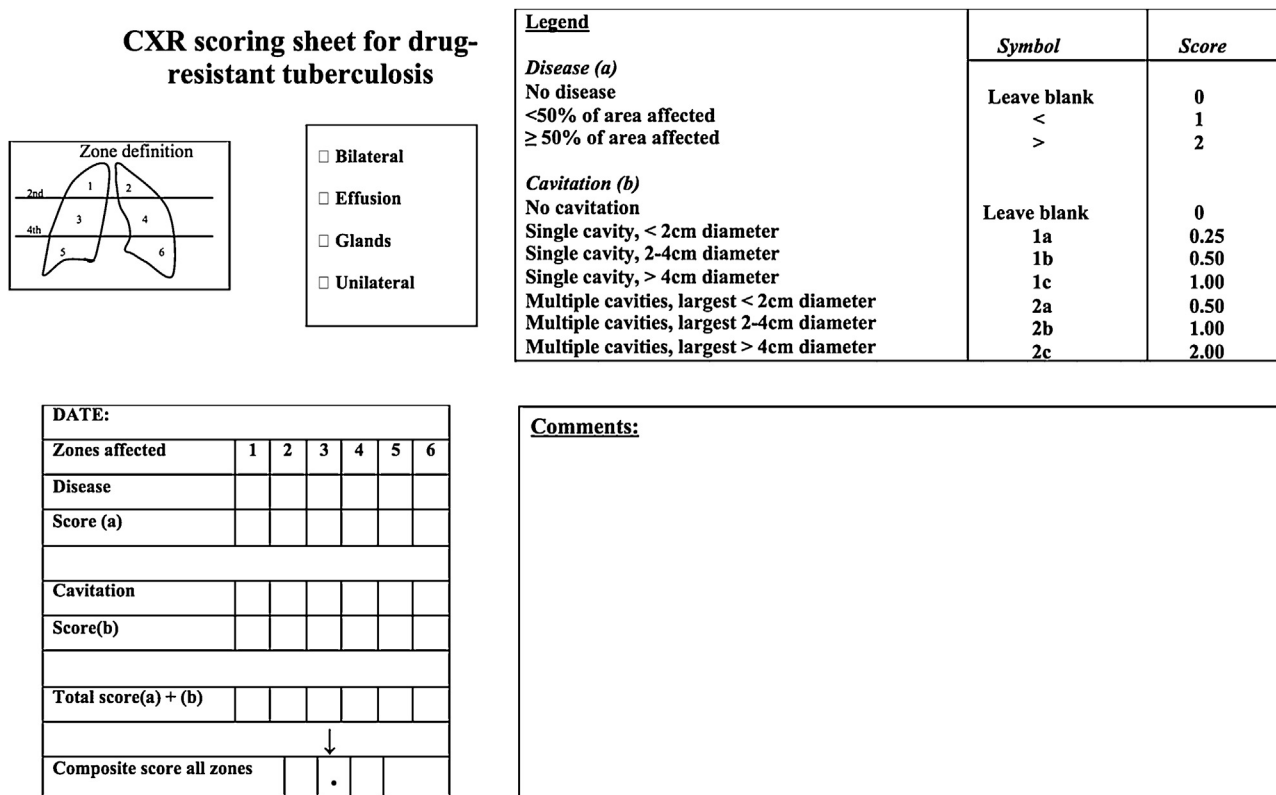 CXR scoring sheet for drug-
resistant tuberculosis
Zone definition
1 2
2nd
3 4
4th
5 6
□ Bilateral
□ Effusion
□ Glands
□ Unilateral
Legend
Symbol Score
Disease (a)
No disease Leave blank 0
<50% of area affected < 1
≥ 50% of area affected > 2
Cavitation (b)
No cavitation Leave blank 0
Single cavity, < 2cm diameter 1a 0.25
Single cavity, 2-4cm diameter 1b 0.50
Single cavity, > 4cm diameter 1c 1.00
Multiple cavities, largest < 2cm diameter 2a 0.50
Multiple cavities, largest 2-4cm diameter 2b 1.00
Multiple cavities, largest > 4cm diameter 2c 2.00
DATE:
Zones affected 1 2 3 4 5 6
Disease
Score (a)
Cavitation
Score(b)
Total score(a) + (b)
↓
Composite score all zones .
Comments: